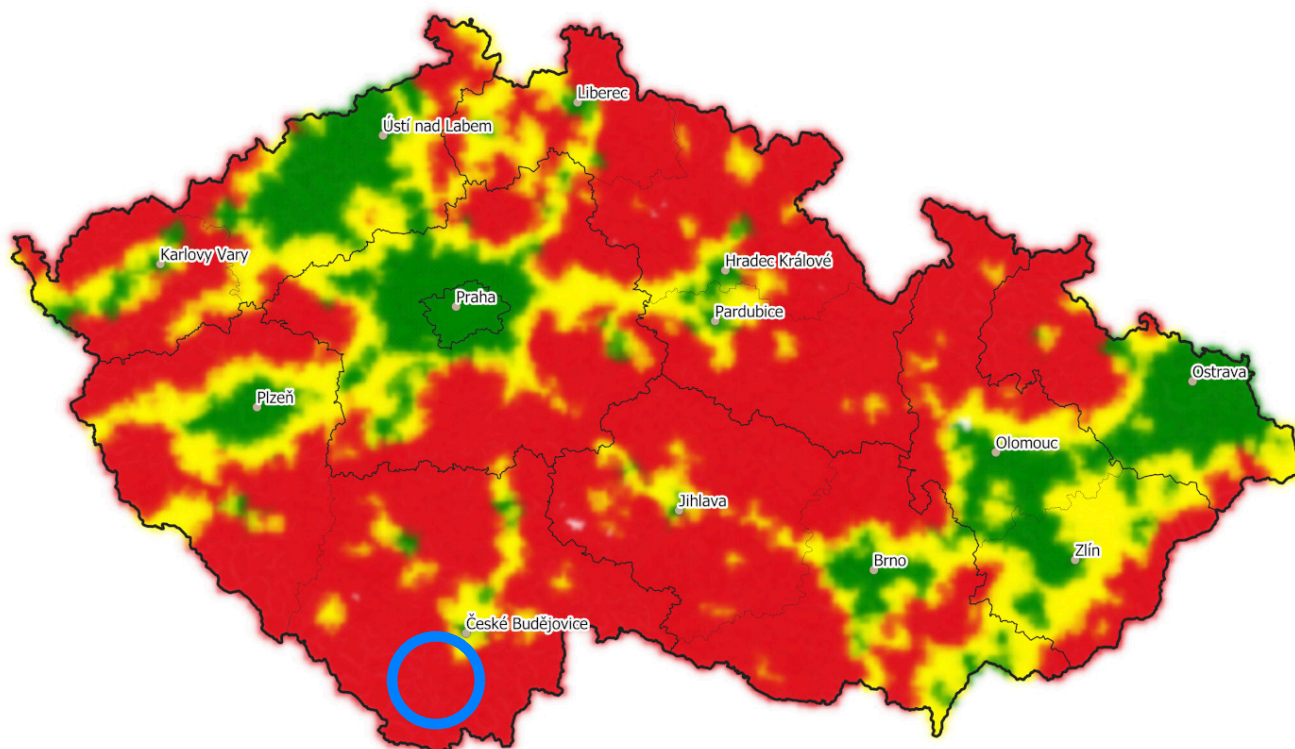 Liberec
Ústí nad Labem
Karlovy Vary
Hradec Králové
Praha
Pardubice
Ostrava
Plzeň
Olomouc
Jihlava
Brno
Zlín
České Budějovice